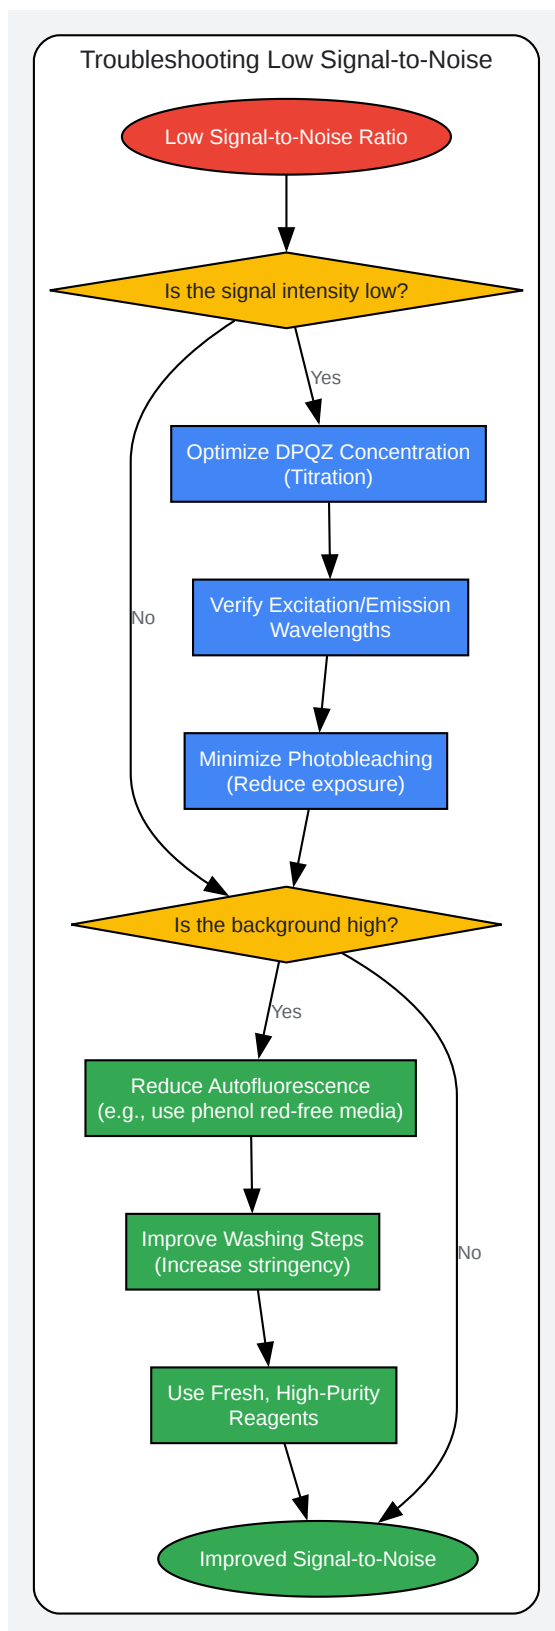 Troubleshooting Low Signal-to-Noise
Low Signal-to-Noise Ratio
Is the signal intensity low?
Yes
Optimize DPQZ Concentration
(Titration)
Verify Excitation/Emission
Wavelengths
No
Minimize Photobleaching
(Reduce exposure)
Is the background high?
Yes
Reduce Autofluorescence
(e.g., use phenol red-free media)
Improve Washing Steps
(Increase stringency)
No
Use Fresh, High-Purity
Reagents
Improved Signal-to-Noise